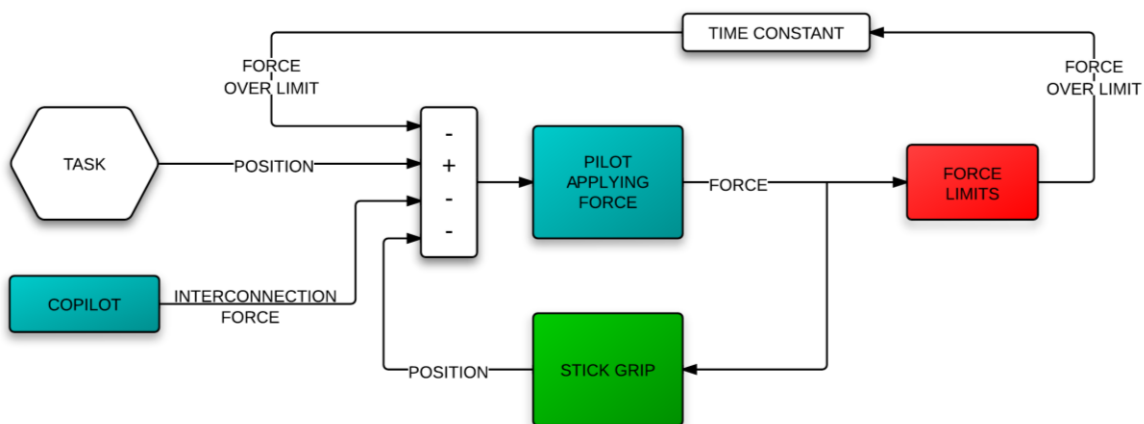 TIME CONSTANT
FORCE
OVER LIMIT
FORCE
OVER LIMIT
-
+
-
-
TASK
POSITION
PILOT
APPLYING
FORCE
FORCE
FORCE
LIMITS
COPILOT
INTERCONNECTION
FORCE
POSITION
STICK GRIP